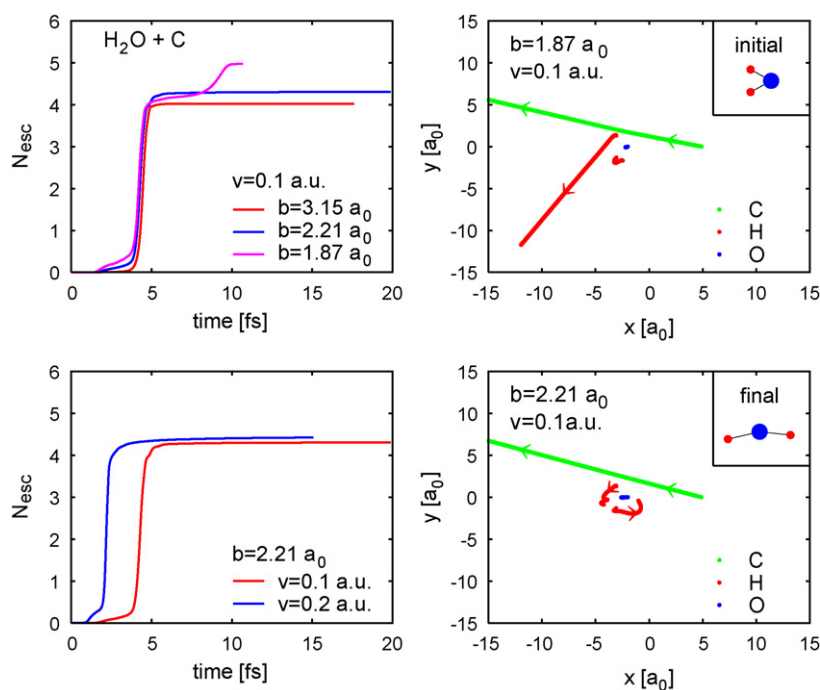 H2O + C
N_esc
6
5
4
3
2
1
0
v=0.1 a.u.
b=3.15 a0
b=2.21 a0
b=1.87 a0
0 5 10 15 20
time [fs]
b=1.87 a0
v=0.1 a.u.
initial
y [a0]
15
10
5
0
-5
-10
-15
C
H
O
-15 -10 -5 0 5 10 15
x [a0]
N_esc
6
5
4
3
2
1
0
b=2.21 a0
v=0.1 a.u.
v=0.2 a.u.
0 5 10 15 20
time [fs]
b=2.21 a0
v=0.1a.u.
final
y [a0]
15
10
5
0
-5
-10
-15
C
H
O
-15 -10 -5 0 5 10 15
x [a0]